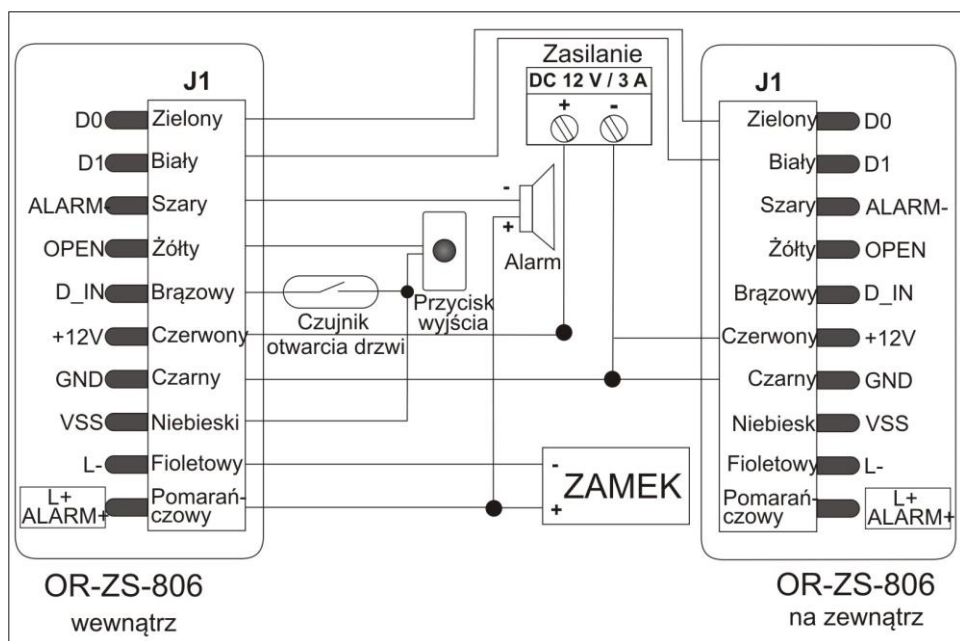 J1
D0 Zielony
D1 Biały
ALARM- Szary
OPEN Żółty
D_IN Brązowy
+12V Czerwony
GND Czarny
VSS Niebieski
L- Fioletowy
L+
ALARM+
Pomarań-
czowy
OR-ZS-806
wewnątrz
Zasilanie
DC 12 V / 3 A
+ -
-
+
Alarm
Przycisk
wyjścia
Czujnik
otwarcia drzwi
-
ZAMEK
+
J1
Zielony D0
Biały D1
Szary ALARM-
Żółty OPEN
Brązowy D_IN
Czerwony +12V
Czarny GND
Niebiesk VSS
Fioletowy L-
Pomarań-
czowy
L+
ALARM+
OR-ZS-806
na zewnątrz